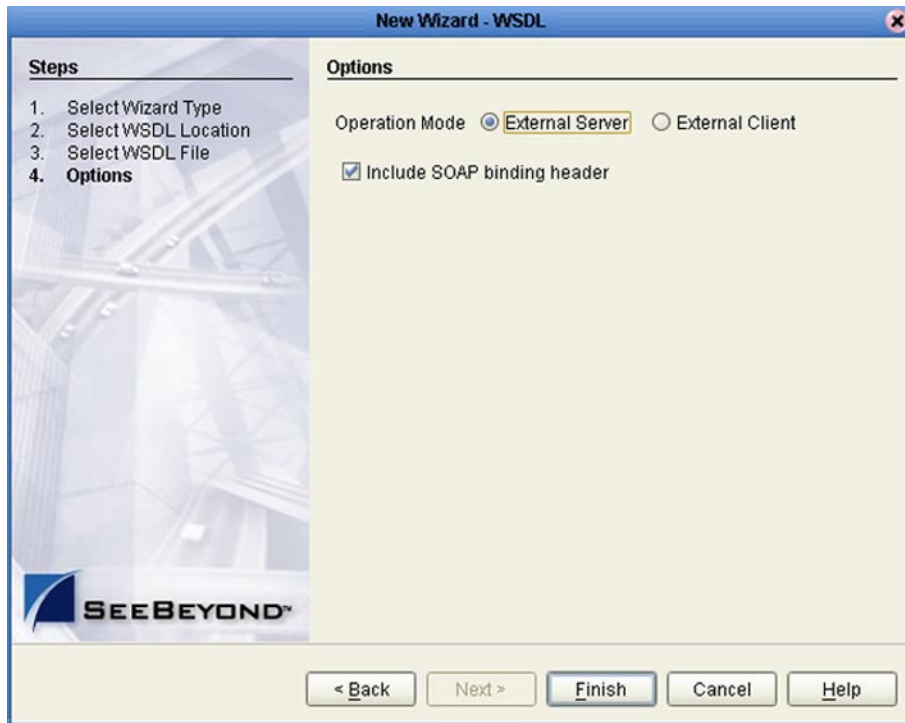 New Wizard - WSDL
Steps
1. Select Wizard Type
2. Select WSDL Location
3. Select WSDL File
4. Options
Options
Operation Mode External Server External Client
Include SOAP binding header
SEEBEYOND™
< Back Next > Finish Cancel Help